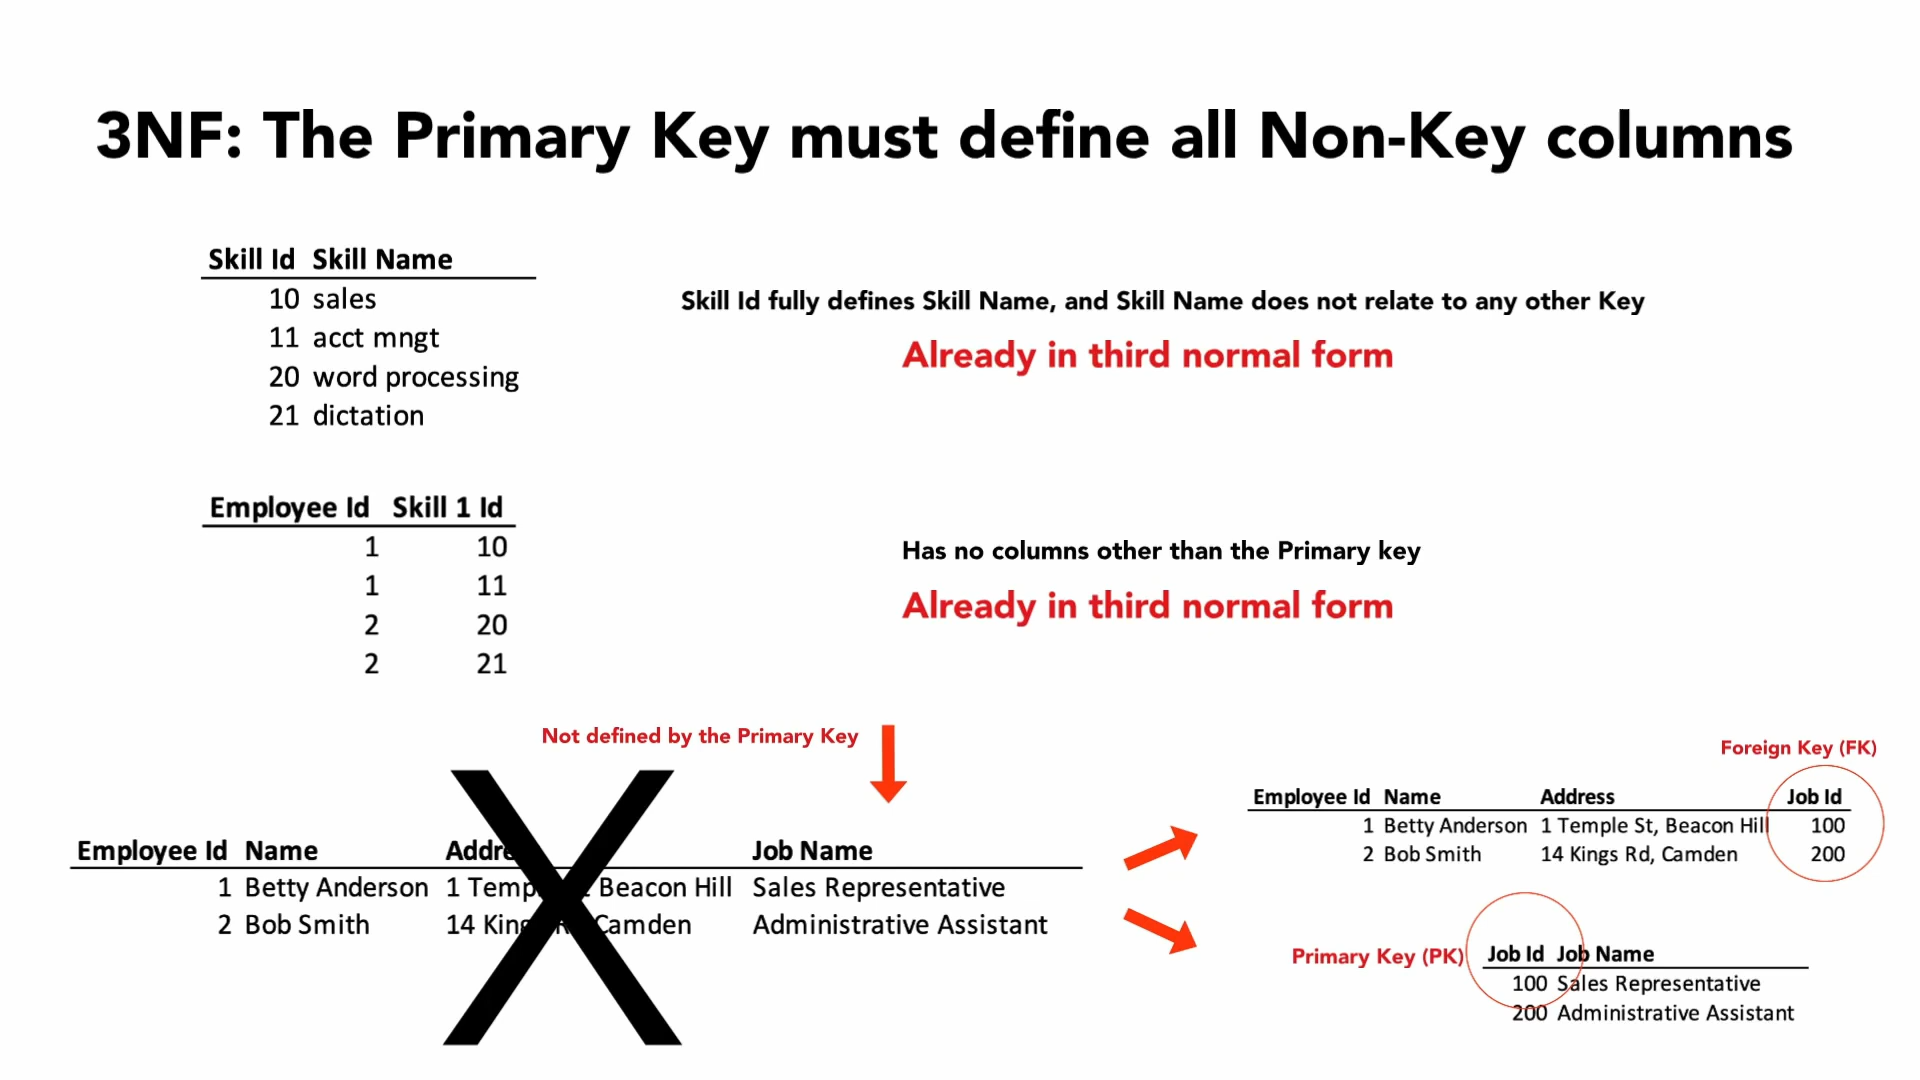 3NF: The Primary Key must define all Non-Key columns
Skill Id Skill Name
10 sales
11 acct mngt
20 word processing
21 dictation
Skill Id fully defines Skill Name, and Skill Name does not relate to any other Key
Already in third normal form
Employee Id Skill 1 Id
1 10
1 11
2 20
2 21
Has no columns other than the Primary key
Already in third normal form
Not defined by the Primary Key
Employee Id Name Job Name
1 Betty Anderson 1 Beacon Hill Sales Representative
2 Bob Smith 14 Camden Administrative Assistant
Foreign Key (FK)
Employee Id Name Address Job Id
1 Betty Anderson 1 Temple St, Beacon Hill 100
2 Bob Smith 14 Kings Rd, Camden 200
Primary Key (PK)
Job Id Job Name
100 Sales Representative
200 Administrative Assistant